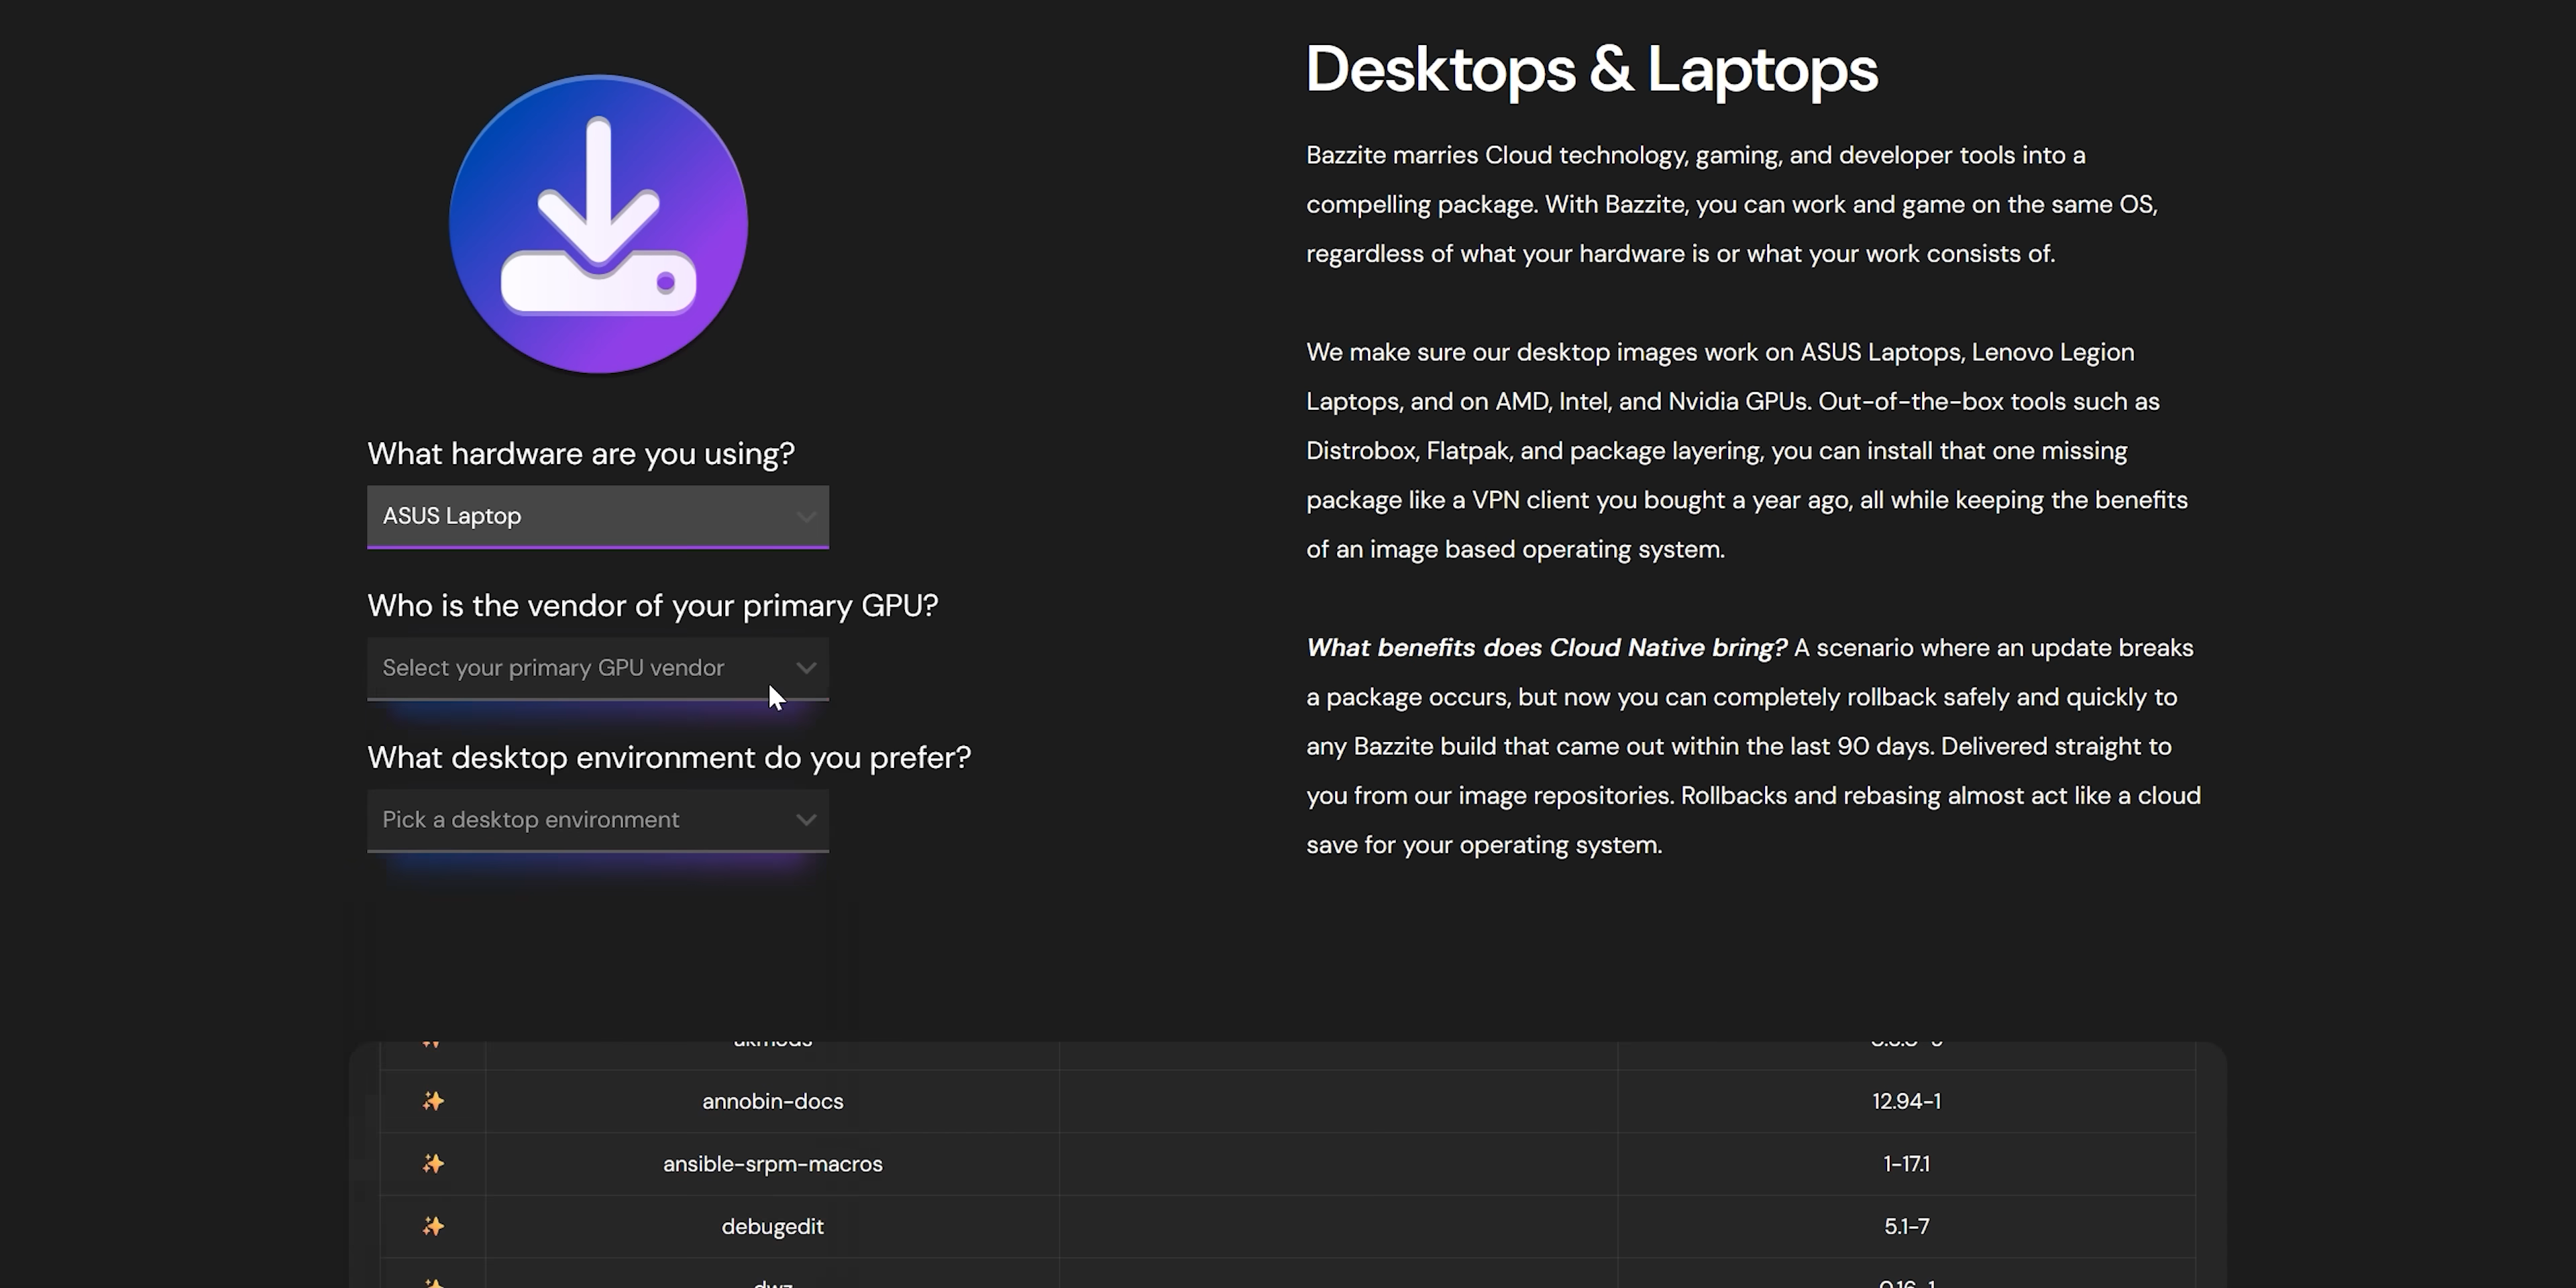 What hardware are you using?
ASUS Laptop
Who is the vendor of your primary GPU?
Select your primary GPU vendor
What desktop environment do you prefer?
Pick a desktop environment
Desktops & Laptops
Bazzite marries Cloud technology, gaming, and developer tools into a
compelling package. With Bazzite, you can work and game on the same OS,
regardless of what your hardware is or what your work consists of.
We make sure our desktop images work on ASUS Laptops, Lenovo Legion
Laptops, and on AMD, Intel, and Nvidia GPUs. Out-of-the-box tools such as
Distrobox, Flatpak, and package layering, you can install that one missing
package like a VPN client you bought a year ago, all while keeping the benefits
of an image based operating system.
What benefits does Cloud Native bring? A scenario where an update breaks
a package occurs, but now you can completely rollback safely and quickly to
any Bazzite build that came out within the last 90 days. Delivered straight to
you from our image repositories. Rollbacks and rebasing almost act like a cloud
save for your operating system.
akmods
annobin-docs 12.94-1
ansible-srpm-macros 1-17.1
debugedit 5.1-7